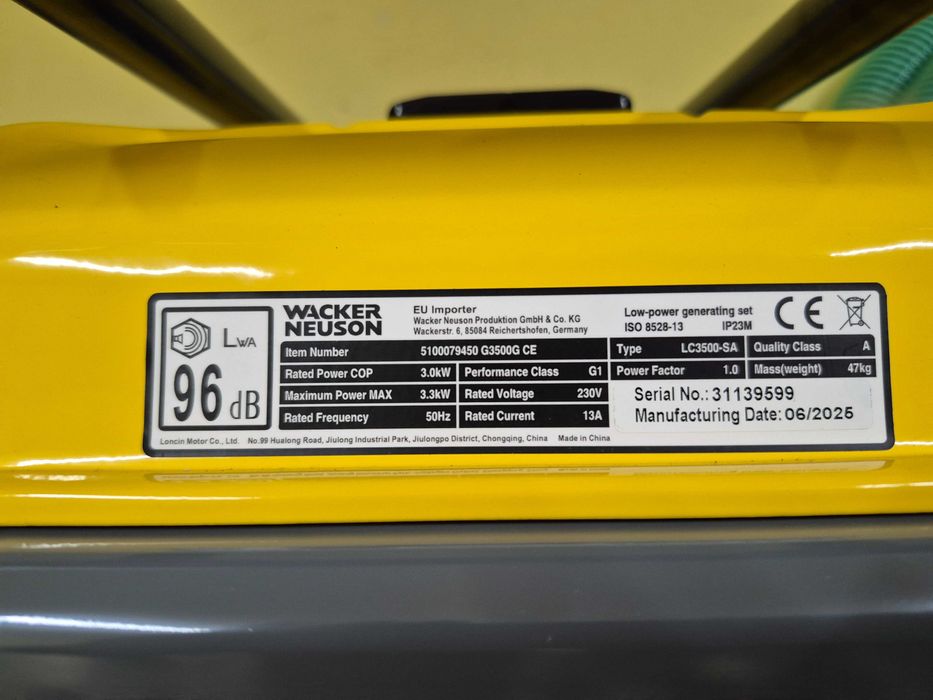 LWA
96 dB
WACKER
NEUSON
EU Importer
Wacker Neuson Produktion GmbH & Co. KG
Wackerstr. 6, 85084 Reichertshofen, Germany
Low-power generating set
ISO 8528-13 IP23M
CE
Item Number 5100079450 G3500G CE
Type LC3500-SA Quality Class A
Rated Power COP 3.0kW Performance Class G1
Power Factor 1.0 Mass(weight) 47kg
Maximum Power MAX 3.3kW Rated Voltage 230V
Rated Frequency 50Hz Rated Current 13A
Serial No.: 31139599
Manufacturing Date: 06/2025
Loncin Motor Co., Ltd. No.99 Hualong Road, Jiulong Industrial Park, Jiulongpo District, Chongqing, China Made in China